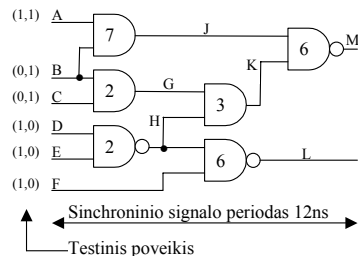 (1,1) A
7
J
6
M
K
(0,1) B
(0,1) C
2
G
3
H
(1,0) D
(1,0) E
2
6
L
(1,0) F
Sinchroninio signalo periodas 12ns
Testinis poveikis